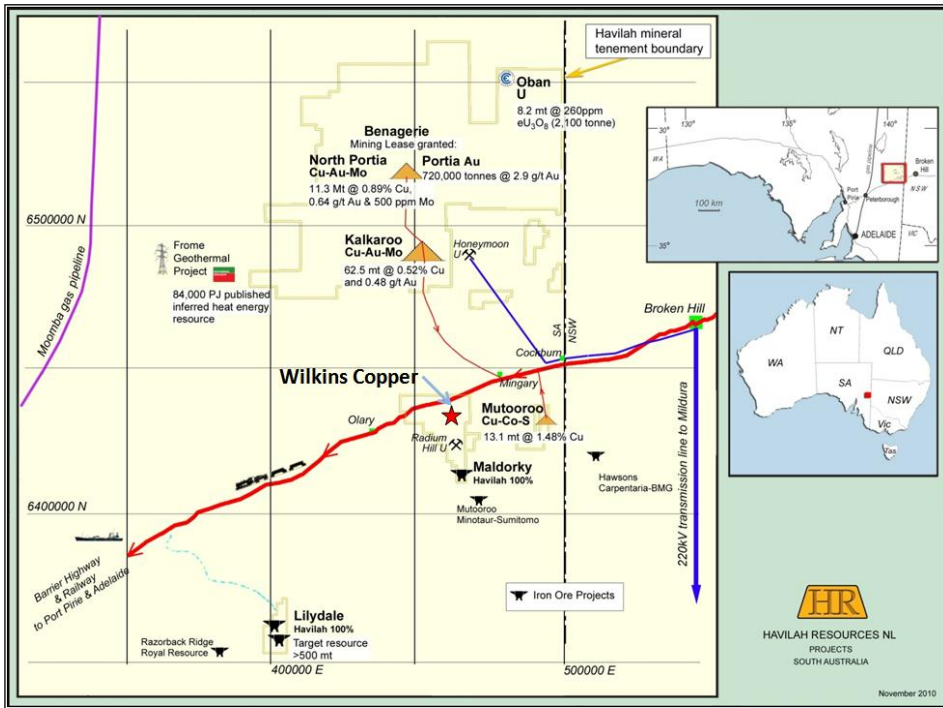 Havilah mineral
tenement boundary
Oban
U
8.2 mt @ 260ppm
eU₃O₈ (2,100 tonne)
Benagerie
Mining Lease granted:
North Portia
Cu-Au-Mo
11.3 Mt @ 0.89% Cu,
0.64 g/t Au & 500 ppm Mo
Portia Au
720,000 tonnes @ 2.9 g/t Au
6500000 N
Moomba gas pipeline
Frome
Geothermal
Project
84,000 PJ published
inferred heat energy
resource
Kalkaroo
Cu-Au-Mo
62.5 mt @ 0.52% Cu
and 0.48 g/t Au
Honeymoon
U
SA
NSW
Broken Hill
Cockburn
Mingary
Wilkins Copper
Olary
Radium
Hill U
Mutooroo
Cu-Co-S
13.1 mt @ 1.48% Cu
Maldorky
Havilah 100%
Mutooroo
Minotaur-Sumitomo
Hawsons
Carpentaria-BMG
220kV transmission line to Mildura
6400000 N
Barrier Highway
& Railway
to Port Pirie & Adelaide
Iron Ore Projects
Lilydale
Havilah 100%
Target resource
>500 mt
Razorback Ridge
Royal Resource
400000 E
500000 E
130°
135°
140°
30°
35°
WA
SA
gas pipeline
Broken
Hill
NSW
Port
Pirie
Peterborough
100 km
ADELAIDE
VIC
WA
NT
QLD
SA
NSW
Vic
Tas
HR
HAVILAH RESOURCES NL
PROJECTS
SOUTH AUSTRALIA
November 2010